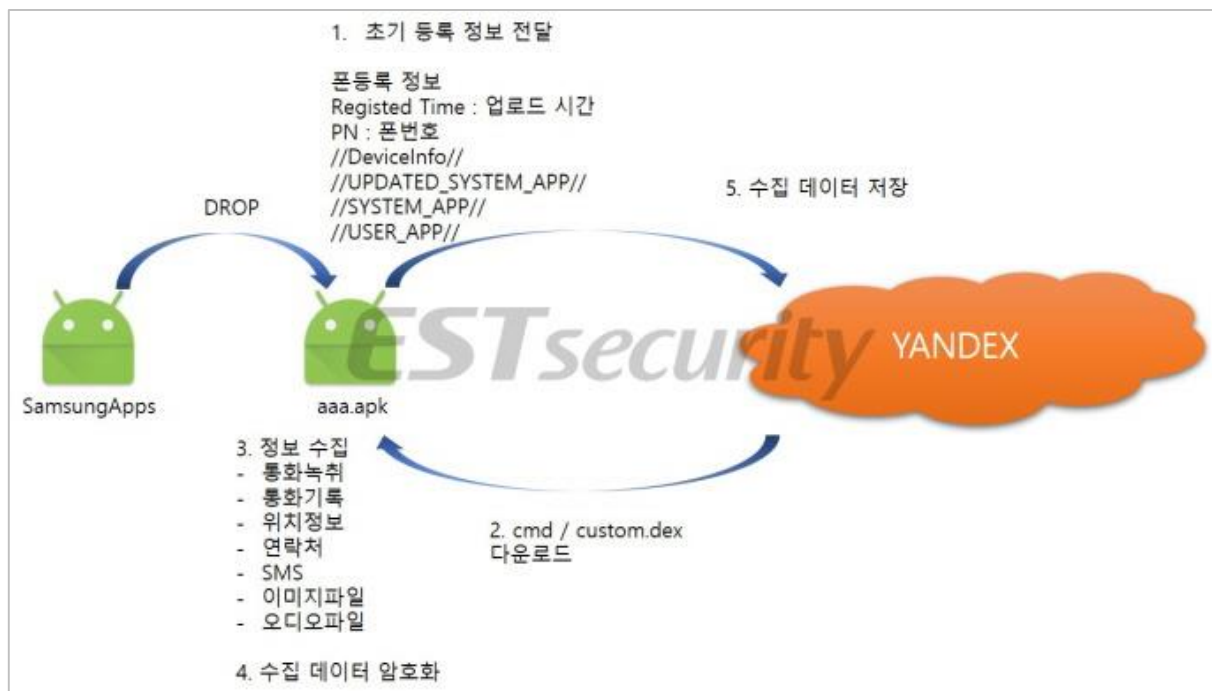 1. 초기 등록 정보 전달
폰등록 정보
Registed Time : 업로드 시간
PN : 폰번호
//DeviceInfo//
//UPDATED_SYSTEM_APP//
//SYSTEM_APP//
//USER_APP//
DROP
5. 수집 데이터 저장
ESTsecurity
YANDEX
SamsungApps
aaa.apk
3. 정보 수집
- 통화녹취
- 통화기록
- 위치정보
- 연락처
- SMS
- 이미지파일
- 오디오파일
2. cmd / custom.dex
다운로드
4. 수집 데이터 암호화